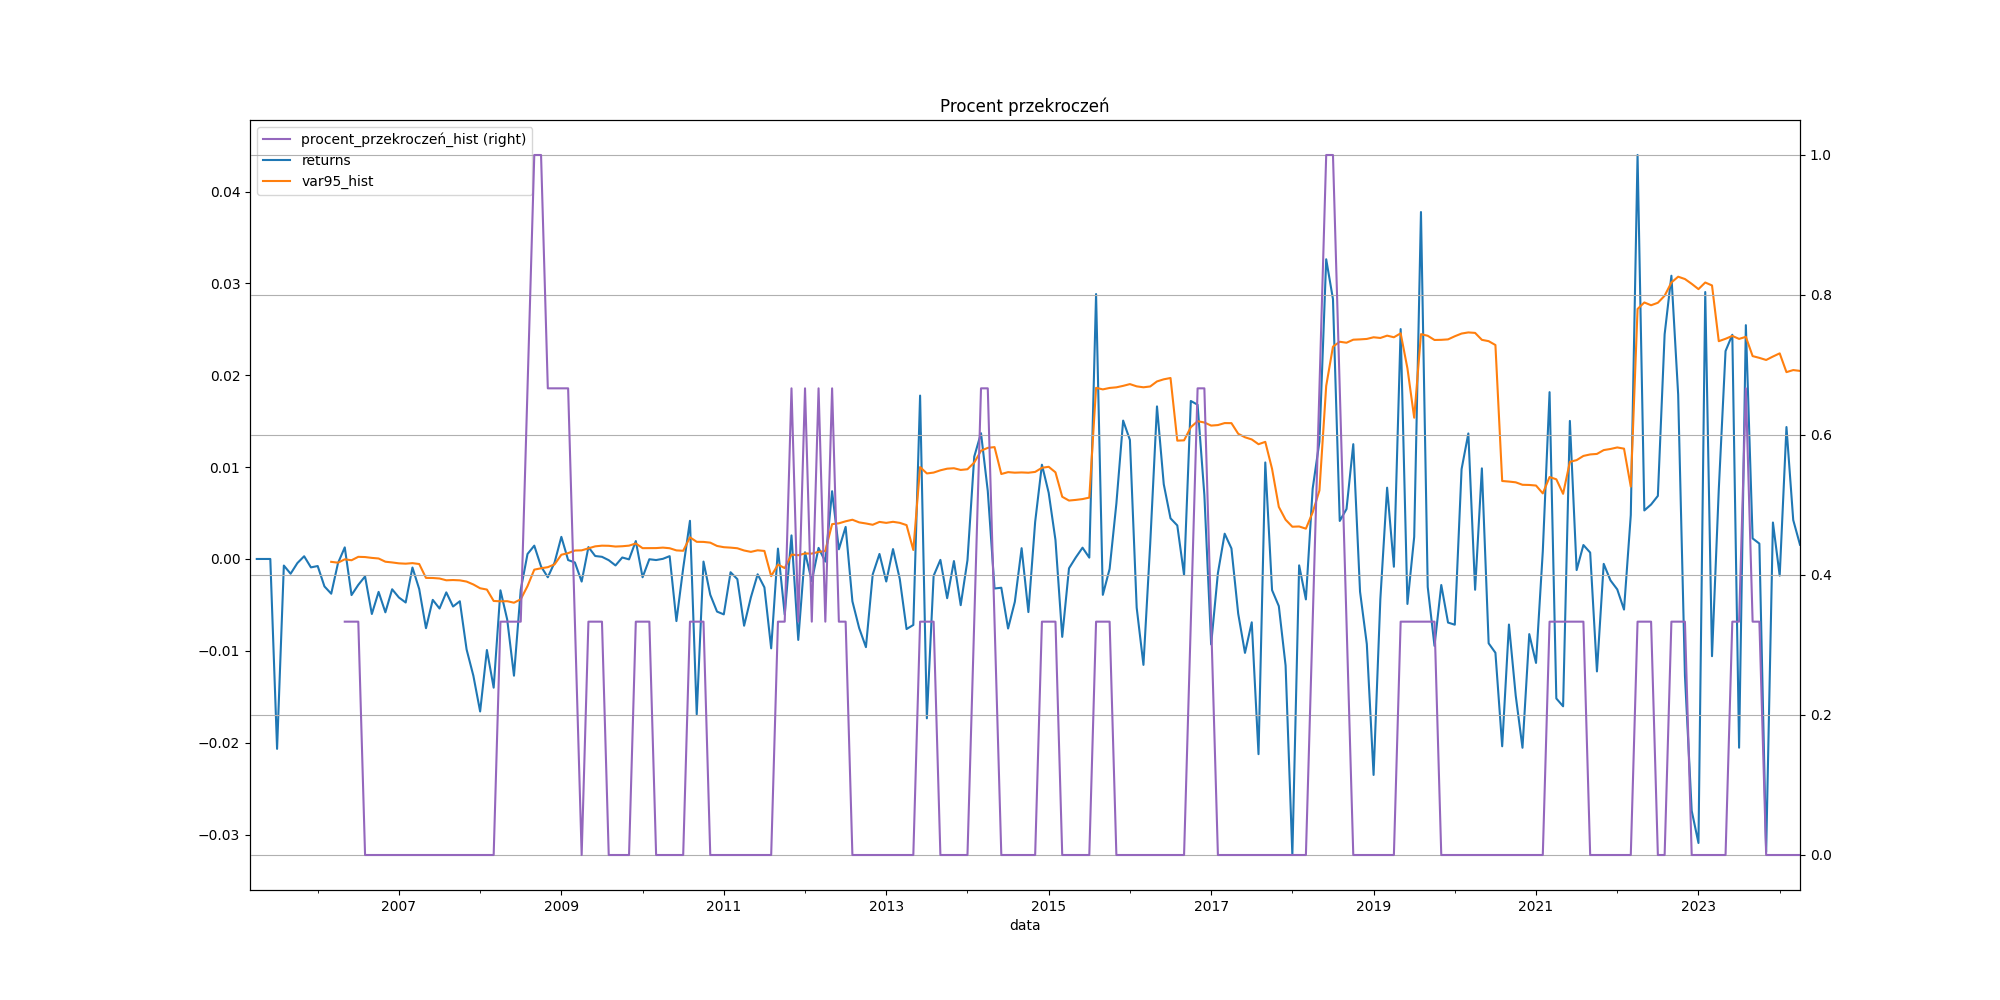 Procent przekroczeń
procent_przekroczeń_hist (right)
returns
var95_hist
0.04
0.03
0.02
0.01
0.00
−0.01
−0.02
−0.03
1.0
0.8
0.6
0.4
0.2
0.0
2007 2009 2011 2013 2015 2017 2019 2021 2023
data